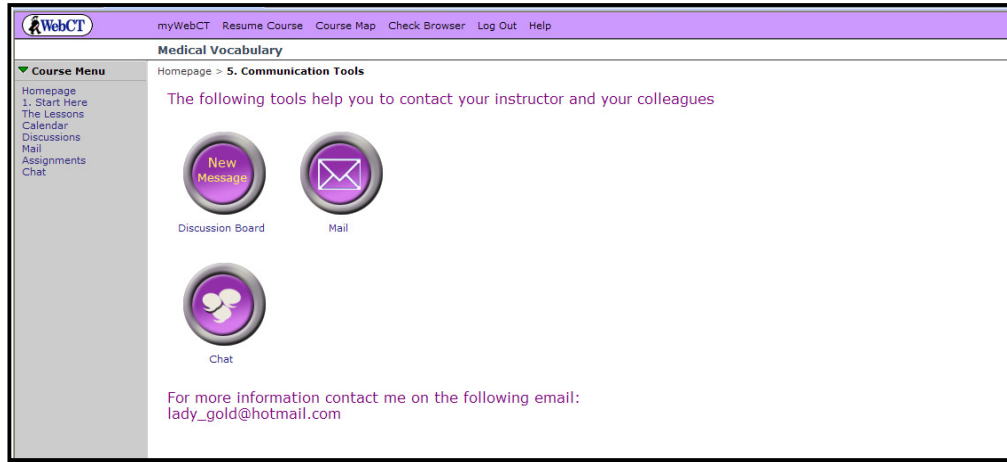 WebCT
myWebCT Resume Course Course Map Check Browser Log Out Help
Medical Vocabulary
Course Menu
Homepage > 5. Communication Tools
Homepage
1. Start Here
The Lessons
Calendar
Discussions
Mail
Assignments
Chat
The following tools help you to contact your instructor and your colleagues
New
Message
Discussion Board
Mail
Chat
For more information contact me on the following email:
lady_gold@hotmail.com